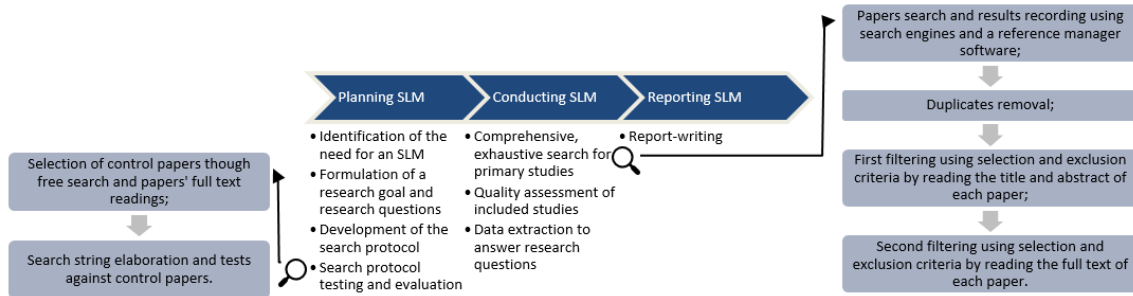 Selection of control papers though
free search and papers' full text
readings;
Search string elaboration and tests
against control papers.
Planning SLM
• Identification of the
need for an SLM
• Formulation of a
research goal and
research questions
• Development of the
search protocol
• Search protocol
testing and evaluation
Conducting SLM
• Comprehensive,
exhaustive search for
primary studies
• Quality assessment of
included studies
• Data extraction to
answer research
questions
Reporting SLM
• Report-writing
Papers search and results recording using
search engines and a reference manager
software;
Duplicates removal;
First filtering using selection and exclusion
criteria by reading the title and abstract of
each paper;
Second filtering using selection and
exclusion criteria by reading the full text of
each paper.